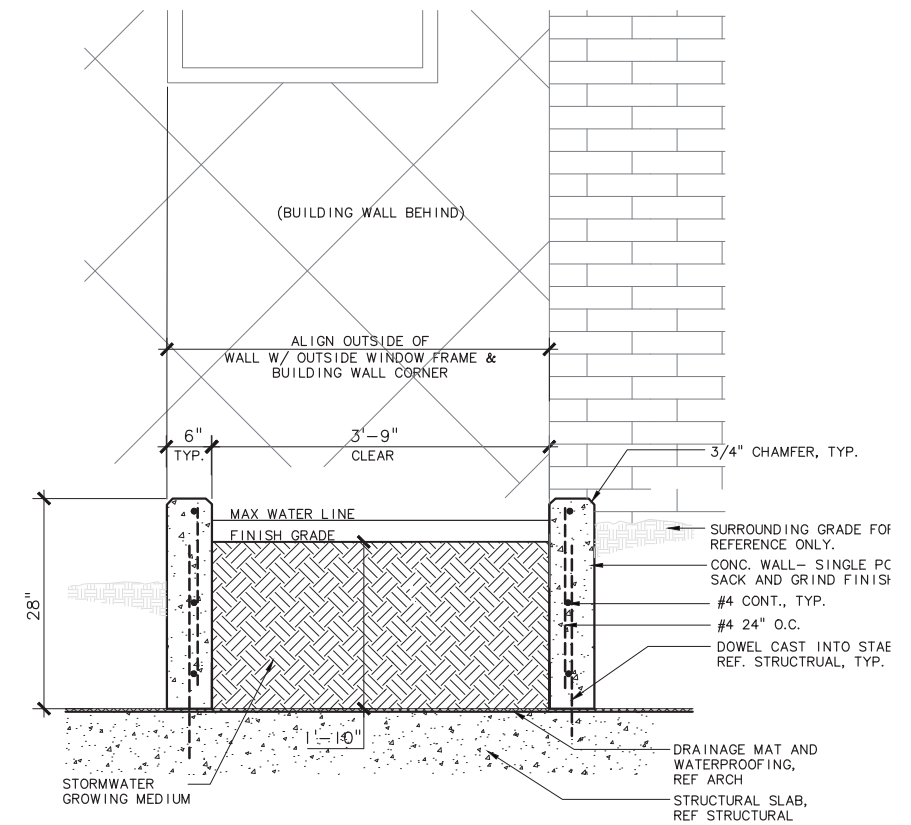 (BUILDING WALL BEHIND)
ALIGN OUTSIDE OF
WALL W/ OUTSIDE WINDOW FRAME &
BUILDING WALL CORNER
6"
TYP.
3'-9"
CLEAR
3/4" CHAMFER, TYP.
MAX WATER LINE
FINISH GRADE
SURROUNDING GRADE FOR
REFERENCE ONLY.
CONC. WALL- SINGLE PO
SACK AND GRIND FINISH
28"
#4 CONT., TYP.
#4 24" O.C.
DOWEL CAST INTO
REF. STRUCTRUAL, TYP.
1'-10"
DRAINAGE MAT AND
WATERPROOFING,
REF ARCH
STORMWATER
GROWING MEDIUM
STRUCTURAL SLAB,
REF STRUCTURAL